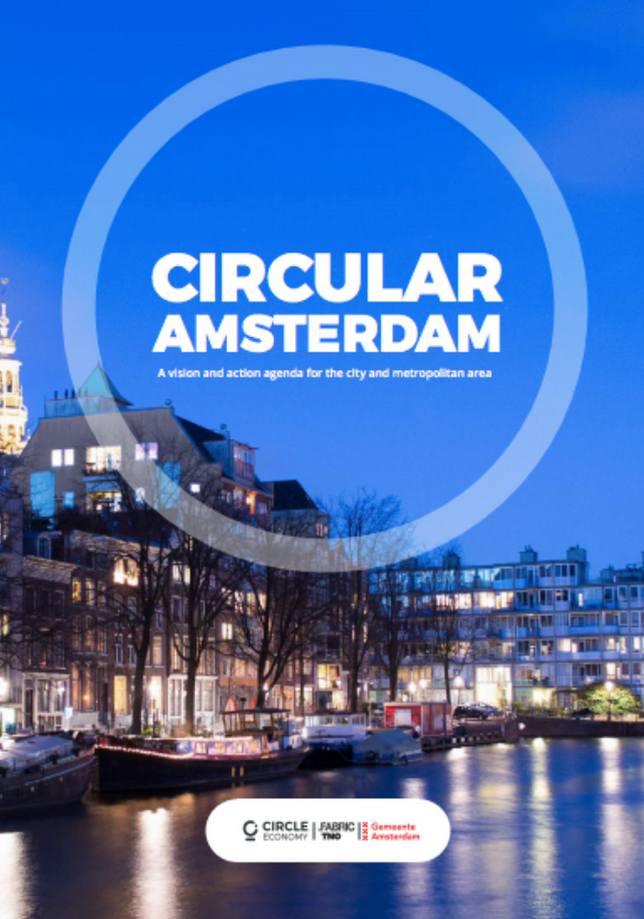 CIRCULAR
AMSTERDAM
A vision and action agenda for the city and metropolitan area
CIRCLE
ECONOMY
FABRIC
TNO
Gemeente
Amsterdam